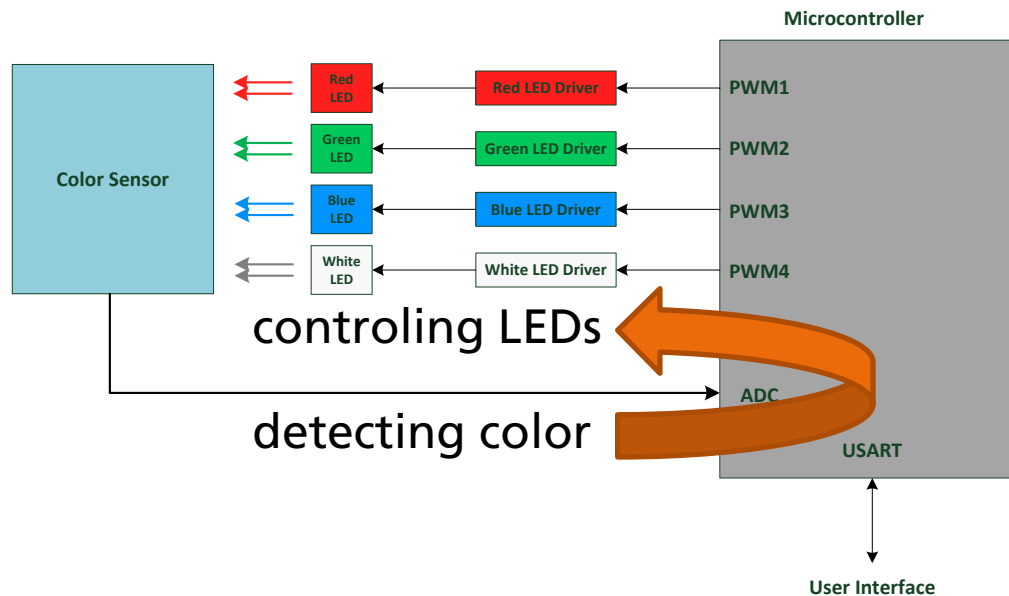 Microcontroller
Red
LED
Red LED Driver
PWM1
Green
LED
Green LED Driver
PWM2
Color Sensor
Blue
LED
Blue LED Driver
PWM3
White
LED
White LED Driver
PWM4
controling LEDs
ADC
detecting color
USART
User Interface